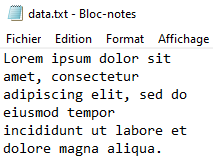 data.txt - Bloc-notes
Fichier Edition Format Affichage
Lorem ipsum dolor sit
amet, consectetur
adipiscing elit, sed do
eiusmod tempor
incididunt ut labore et
dolore magna aliqua.